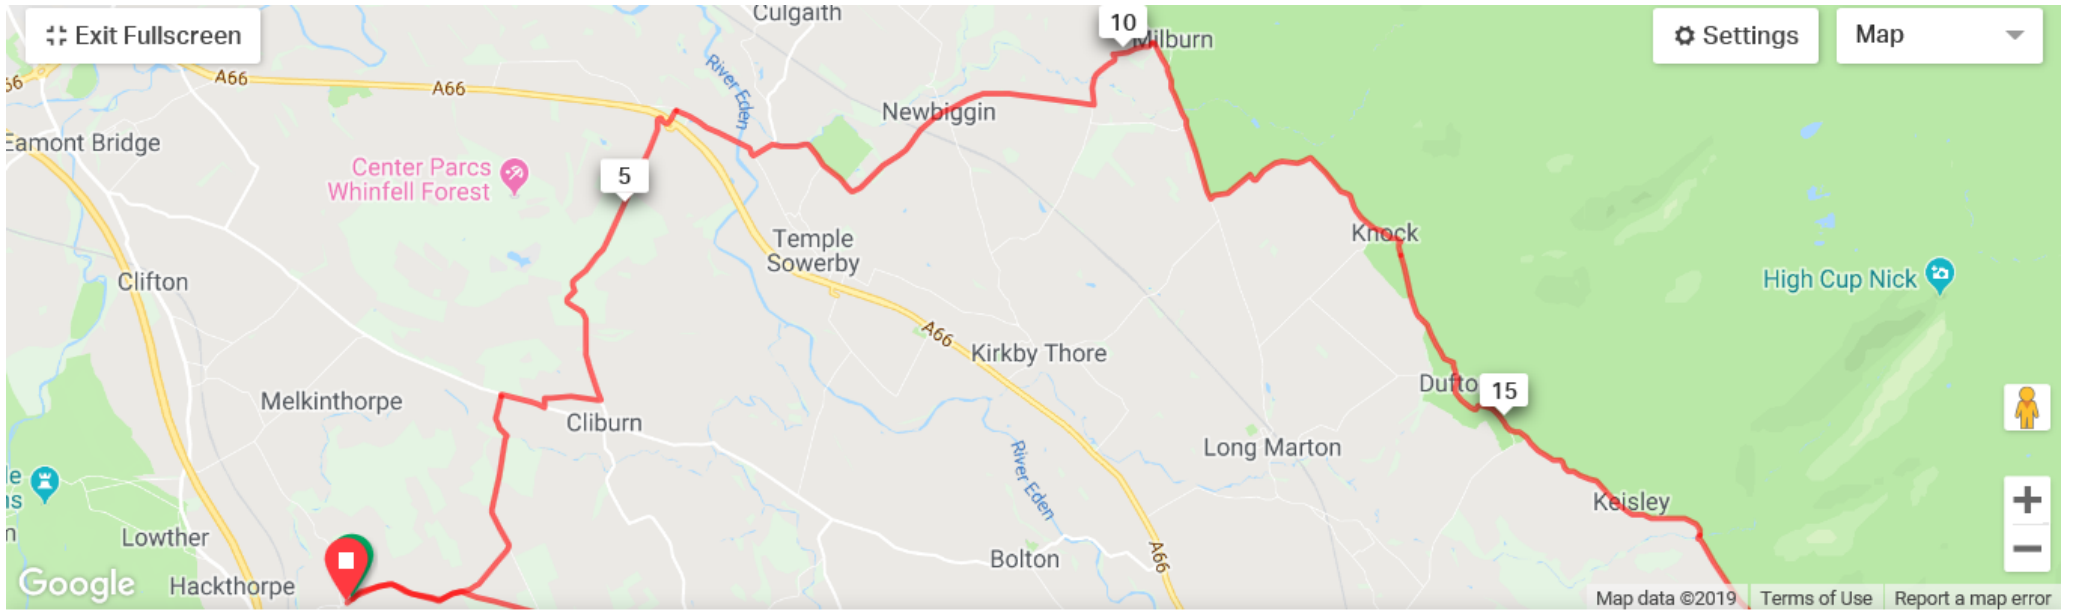 Exit Fullscreen
Culgaith
10
Milburn
Settings
Map
A66
A66
River Eden
Newbiggin
Eamont Bridge
Center Parcs
Whinfell Forest
5
Temple
Sowerby
Knock
High Cup Nick
Clifton
A66
Kirkby Thore
Melkinthorpe
Cliburn
15
Long Marton
River Eden
Keisley
Lowther
Bolton
A66
Hackthorpe
Google
Map data ©2019
Terms of Use
Report a map error